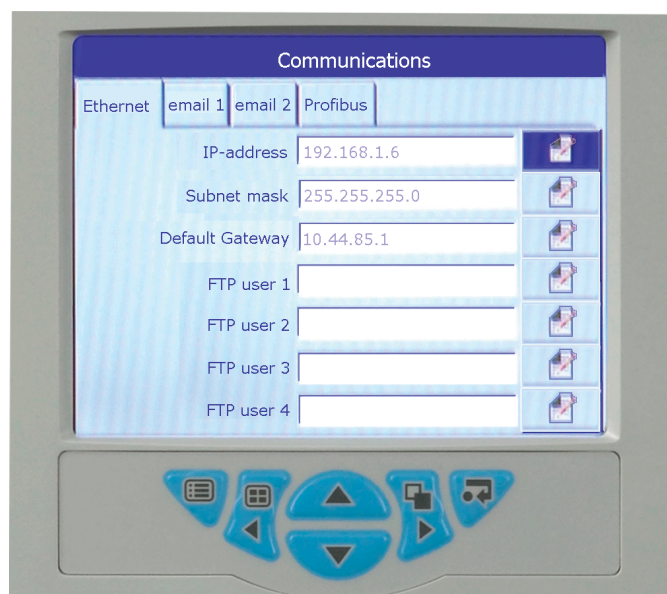 Communications
Ethernet email 1 email 2 Profibus
IP-address 192.168.1.6
Subnet mask 255.255.255.0
Default Gateway 10.44.85.1
FTP user 1
FTP user 2
FTP user 3
FTP user 4